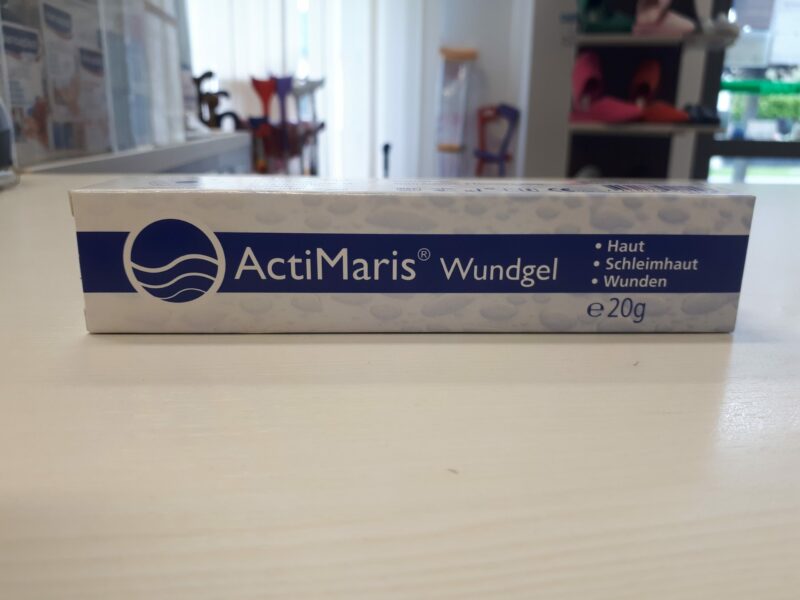 ActiMaris® Wundgel
• Haut
• Schleimhaut
• Wunden
℮ 20g